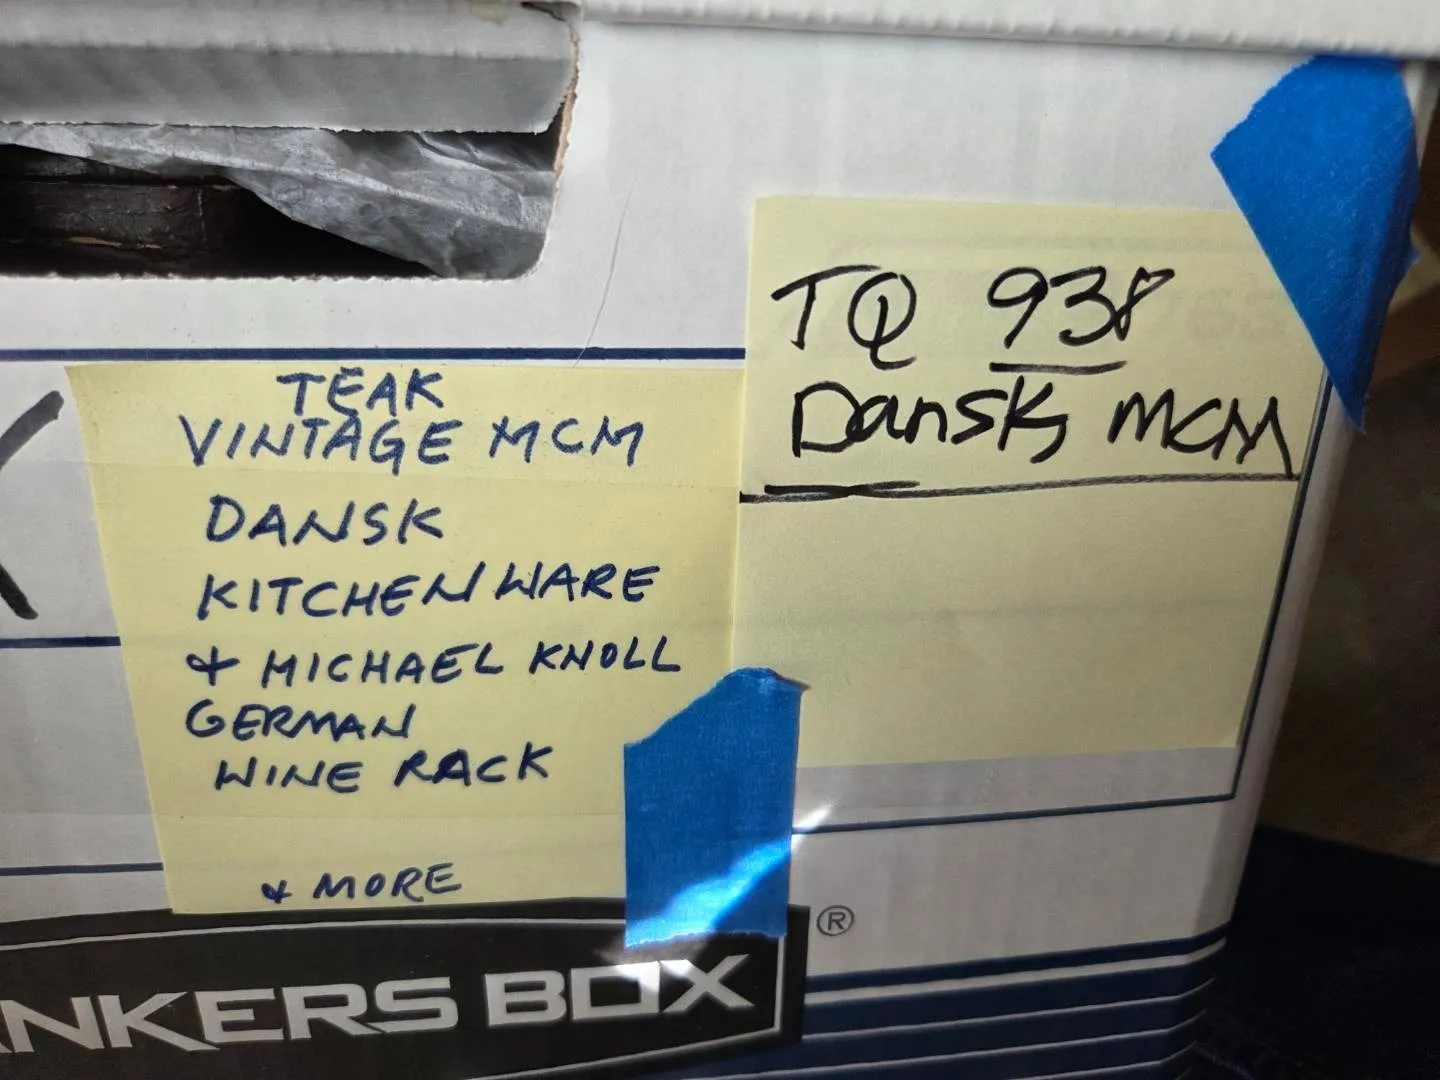 TEAK
VINTAGE MCM
DANSK
KITCHENWARE
& MICHAEL KNOLL
GERMAN
WINE RACK
& MORE
TQ 938
Dansk MCM
NKERS BOX ®